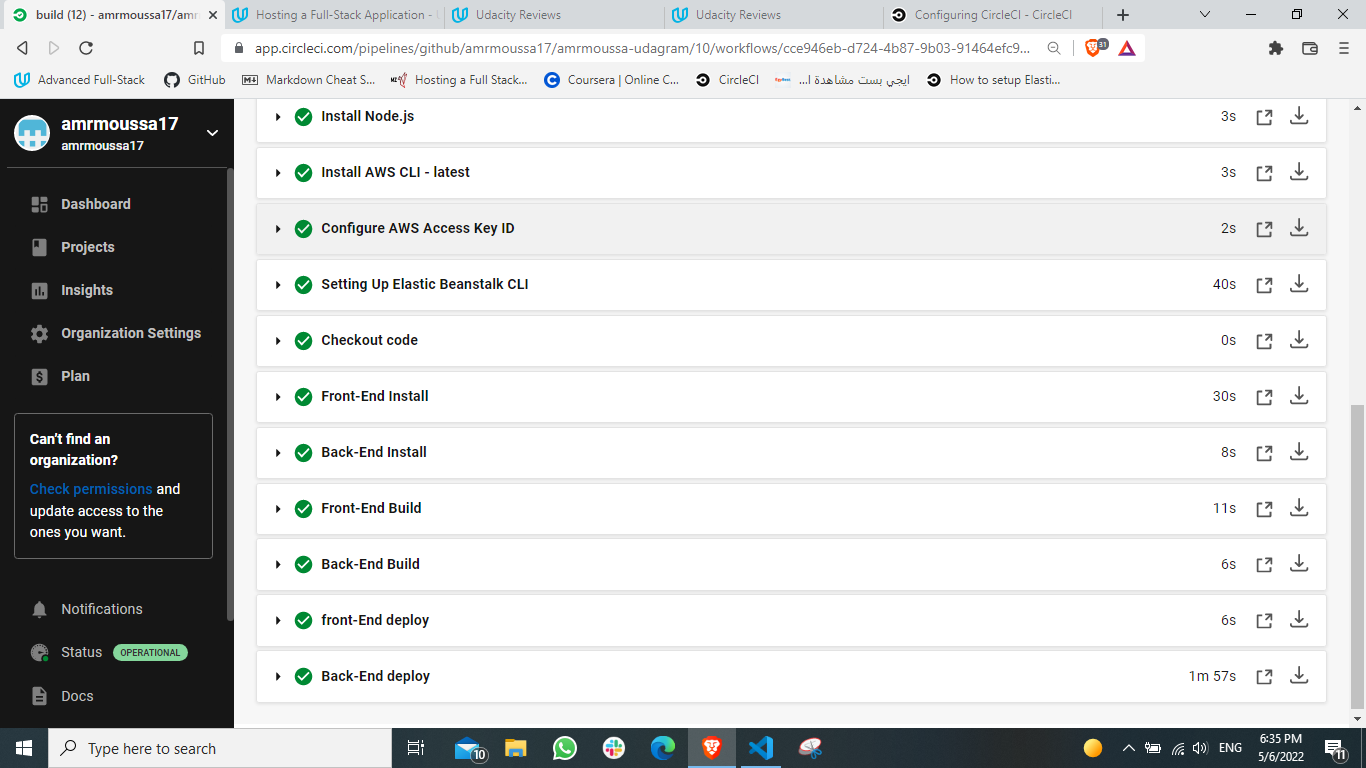 build (12) - amrmoussa17/amr
Hosting a Full-Stack Application -
Udacity Reviews
Udacity Reviews
Configuring CircleCI - CircleCI
app.circleci.com/pipelines/github/amrmoussa17/amrmoussa-udagram/10/workflows/cce946eb-d724-4b87-9b03-91464efc9...
31
Advanced Full-Stack
GitHub
Markdown Cheat S...
Hosting a Full Stack...
Coursera | Online C...
CircleCI
ايجي بست مشاهدة ا...
How to setup Elasti...
amrmoussa17
amrmoussa17
Dashboard
Projects
Insights
Organization Settings
Plan
Can't find an
organization?
Check permissions and
update access to the
ones you want.
Notifications
Status OPERATIONAL
Docs
Install Node.js 3s
Install AWS CLI - latest 3s
Configure AWS Access Key ID 2s
Setting Up Elastic Beanstalk CLI 40s
Checkout code 0s
Front-End Install 30s
Back-End Install 8s
Front-End Build 11s
Back-End Build 6s
front-End deploy 6s
Back-End deploy 1m 57s
Type here to search
10
ENG
6:35 PM
5/6/2022
11